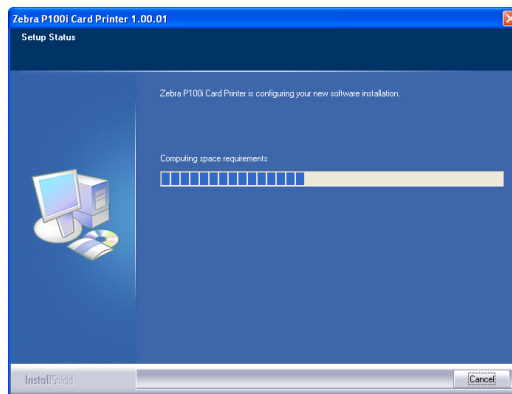 Zebra P100i Card Printer 1.00.01
Setup Status
Zebra P100i Card Printer is configuring your new software installation.
Computing space requirements
InstallShield
Cancel